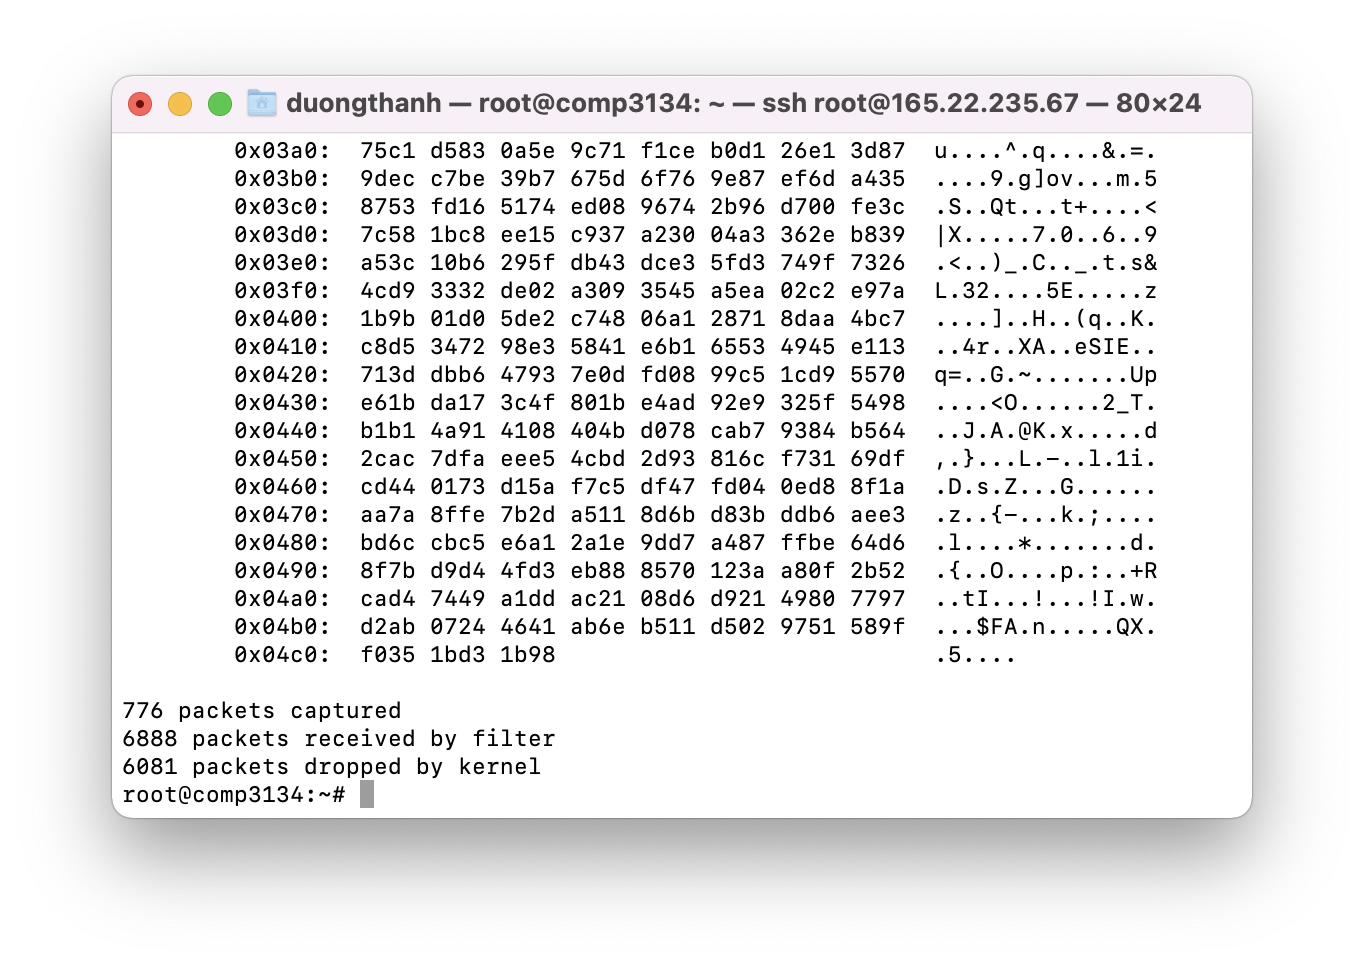 duongthanh — root@comp3134: ~ — ssh root@165.22.235.67 — 80×24
0x03a0:  75c1 d583 0a5e 9c71 f1ce b0d1 26e1 3d87  u....^.q....&.=.
0x03b0:  9dec c7be 39b7 675d 6f76 9e87 ef6d a435  ....9.g]ov...m.5
0x03c0:  8753 fd16 5174 ed08 9674 2b96 d700 fe3c  .S..Qt...t+....<
0x03d0:  7c58 1bc8 ee15 c937 a230 04a3 362e b839  |X.....7.0..6..9
0x03e0:  a53c 10b6 295f db43 dce3 5fd3 749f 7326  .<..)_.C.._.t.s&
0x03f0:  4cd9 3332 de02 a309 3545 a5ea 02c2 e97a  L.32....5E.....z
0x0400:  1b9b 01d0 5de2 c748 06a1 2871 8daa 4bc7  ....]..H..(q..K.
0x0410:  c8d5 3472 98e3 5841 e6b1 6553 4945 e113  ..4r..XA..eSIE..
0x0420:  713d dbb6 4793 7e0d fd08 99c5 1cd9 5570  q=..G.~.......Up
0x0430:  e61b da17 3c4f 801b e4ad 92e9 325f 5498  ....<O......2_T.
0x0440:  b1b1 4a91 4108 404b d078 cab7 9384 b564  ..J.A.@K.x.....d
0x0450:  2cac 7dfa eee5 4cbd 2d93 816c f731 69df  ,.}...L.-..l.1i.
0x0460:  cd44 0173 d15a f7c5 df47 fd04 0ed8 8f1a  .D.s.Z...G......
0x0470:  aa7a 8ffe 7b2d a511 8d6b d83b ddb6 aee3  .z..{-...k.;....
0x0480:  bd6c cbc5 e6a1 2a1e 9dd7 a487 ffbe 64d6  .l....*.......d.
0x0490:  8f7b d9d4 4fd3 eb88 8570 123a a80f 2b52  .{..O....p.:..+R
0x04a0:  cad4 7449 a1dd ac21 08d6 d921 4980 7797  ..tI...!...!I.w.
0x04b0:  d2ab 0724 4641 ab6e b511 d502 9751 589f  ...$FA.n.....QX.
0x04c0:  f035 1bd3 1b98  .5....
776 packets captured
6888 packets received by filter
6081 packets dropped by kernel
root@comp3134:~#